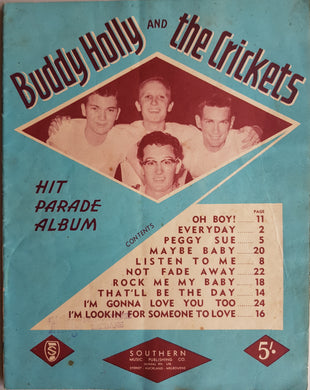 Buddy Holly AND the Crickets
HIT
PARADE
ALBUM
CONTENTS
PAGE
OH BOY! 11
EVERYDAY 2
PEGGY SUE 5
MAYBE BABY 20
LISTEN TO ME 8
NOT FADE AWAY 22
ROCK ME MY BABY 18
THAT'LL BE THE DAY 14
I'M GONNA LOVE YOU TOO 24
I'M LOOKIN' FOR SOMEONE TO LOVE 16
SOUTHERN
MUSIC PUBLISHING CO.
SYDNEY AUCKLAND MELBOURNE
5/-